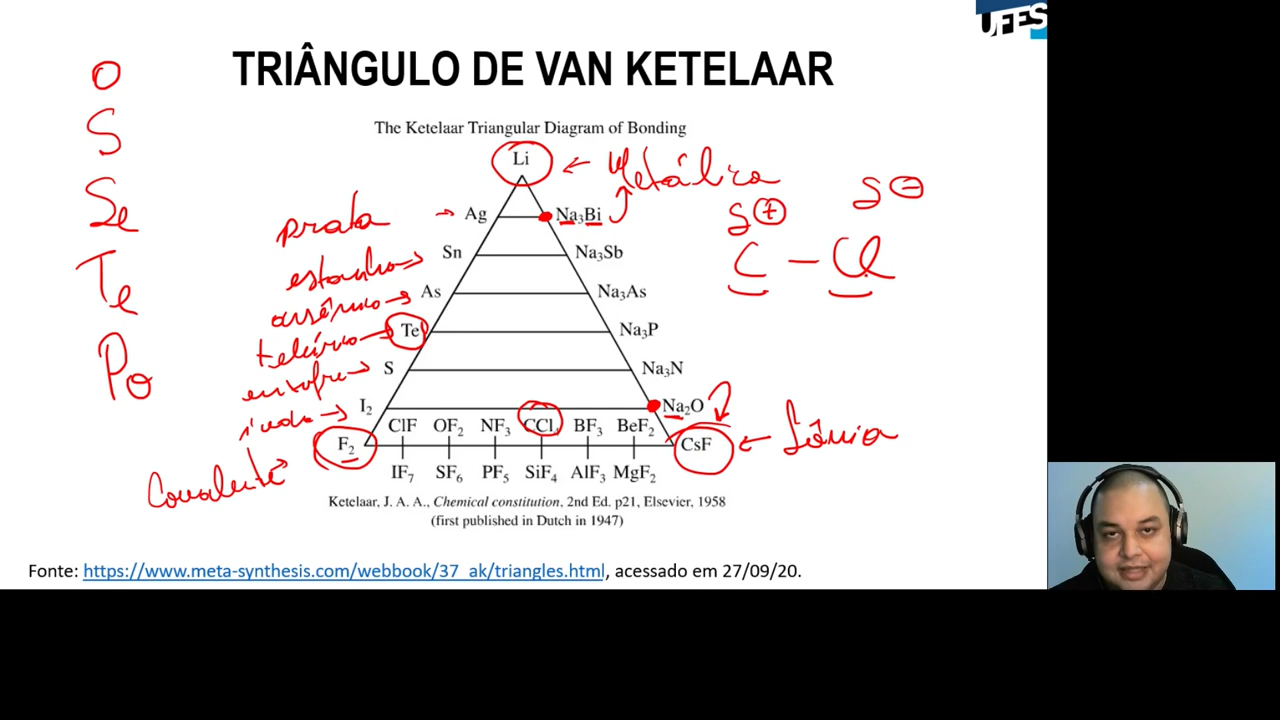 UFES
TRIÂNGULO DE VAN KETELAAR
O
S
Se
Te
Po
The Ketelaar Triangular Diagram of Bonding
Li ← Metálica
prata → Ag Na₃Bi
estanho → Sn Na₃Sb
arsênio → As Na₃As
telúrio → Te Na₃P
enxofre → S Na₃N
iodo → I₂ Na₂O
ClF OF₂ NF₃ CCl₄ BF₃ BeF₂
Covalente F₂ CsF ← Iônica
IF₇ SF₆ PF₅ SiF₄ AlF₃ MgF₂
δ⊕ δ⊖
C – Cl
Ketelaar, J. A. A., Chemical constitution, 2nd Ed. p21, Elsevier, 1958
(first published in Dutch in 1947)
Fonte: https://www.meta-synthesis.com/webbook/37_ak/triangles.html, acessado em 27/09/20.